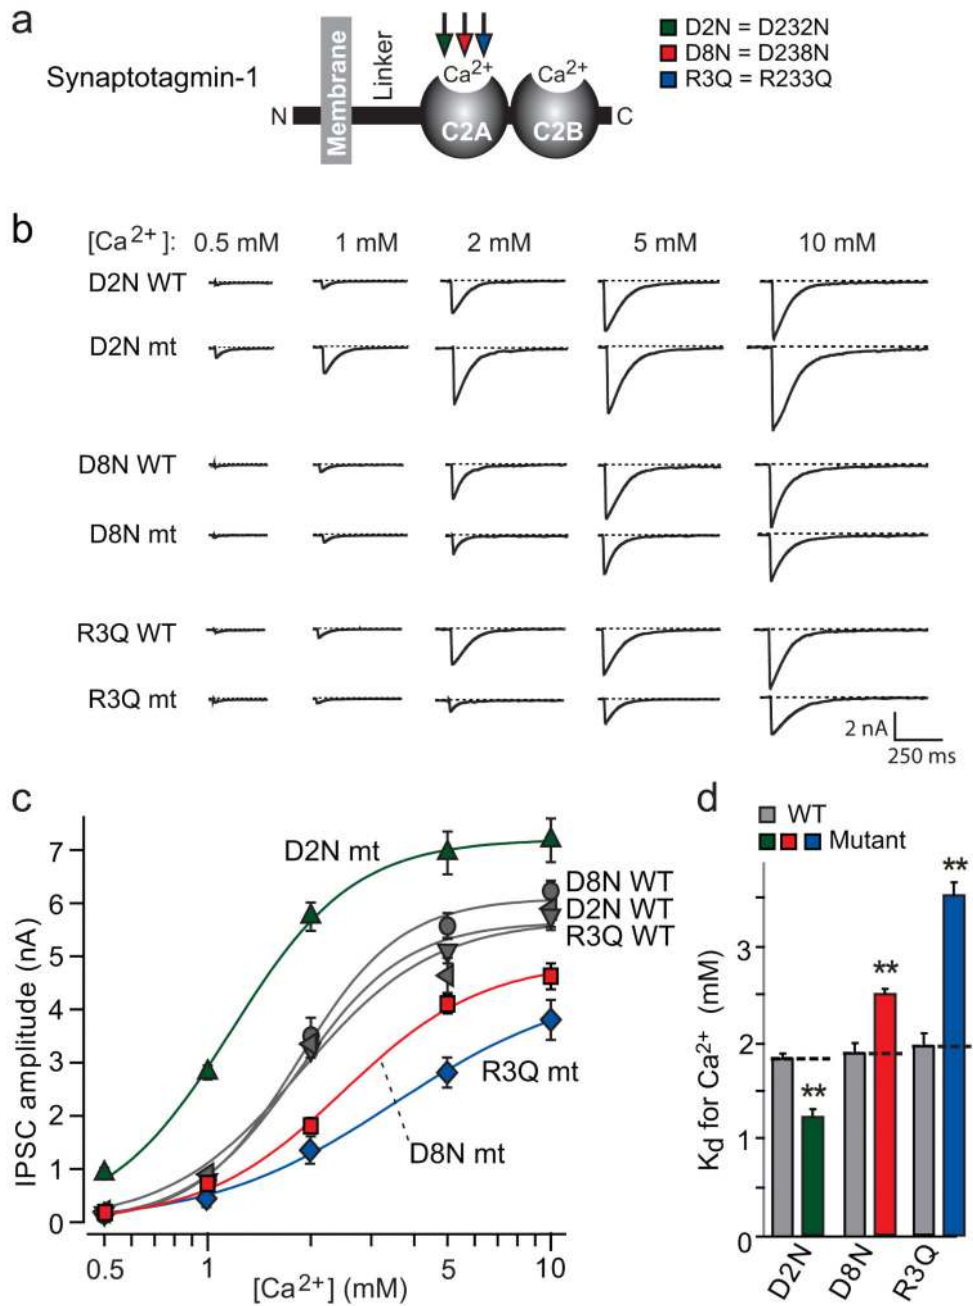 a
D2N = D232N
D8N = D238N
R3Q = R233Q
Synaptotagmin-1
Membrane
Linker
Ca2+ Ca2+
N C2A C2B C
b
[Ca2+]: 0.5 mM 1 mM 2 mM 5 mM 10 mM
D2N WT
D2N mt
D8N WT
D8N mt
R3Q WT
R3Q mt
2 nA
250 ms
c
IPSC amplitude (nA)
7
6
5
4
3
2
1
0
D2N mt
D8N WT
D2N WT
R3Q WT
R3Q mt
D8N mt
0.5 1 2 5 10
[Ca2+] (mM)
d
WT
Mutant
Kd for Ca2+ (mM)
3
2
1
0
**
**
**
D2N D8N R3Q